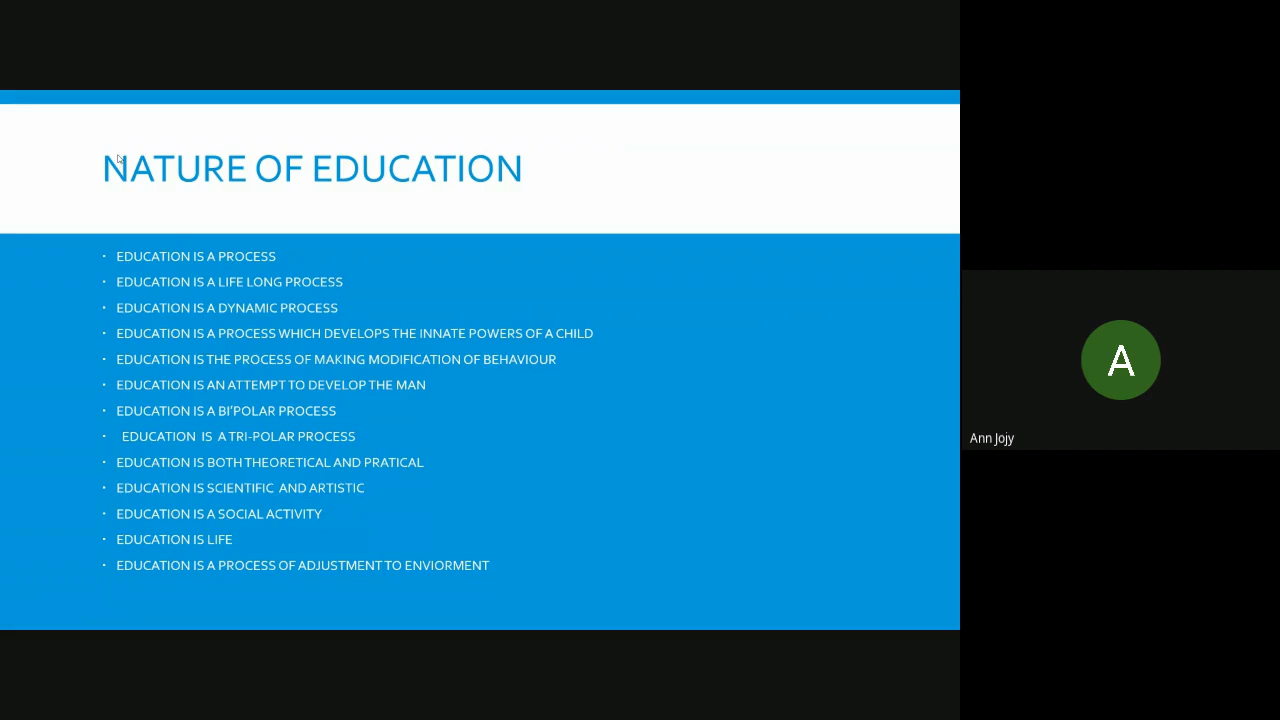 NATURE OF EDUCATION
• EDUCATION IS A PROCESS
• EDUCATION IS A LIFE LONG PROCESS
• EDUCATION IS A DYNAMIC PROCESS
• EDUCATION IS A PROCESS WHICH DEVELOPS THE INNATE POWERS OF A CHILD
• EDUCATION IS THE PROCESS OF MAKING MODIFICATION OF BEHAVIOUR
• EDUCATION IS AN ATTEMPT TO DEVELOP THE MAN
• EDUCATION IS A BI'POLAR PROCESS
• EDUCATION IS A TRI-POLAR PROCESS
• EDUCATION IS BOTH THEORETICAL AND PRATICAL
• EDUCATION IS SCIENTIFIC AND ARTISTIC
• EDUCATION IS A SOCIAL ACTIVITY
• EDUCATION IS LIFE
• EDUCATION IS A PROCESS OF ADJUSTMENT TO ENVIORMENT
A
Ann Jojy